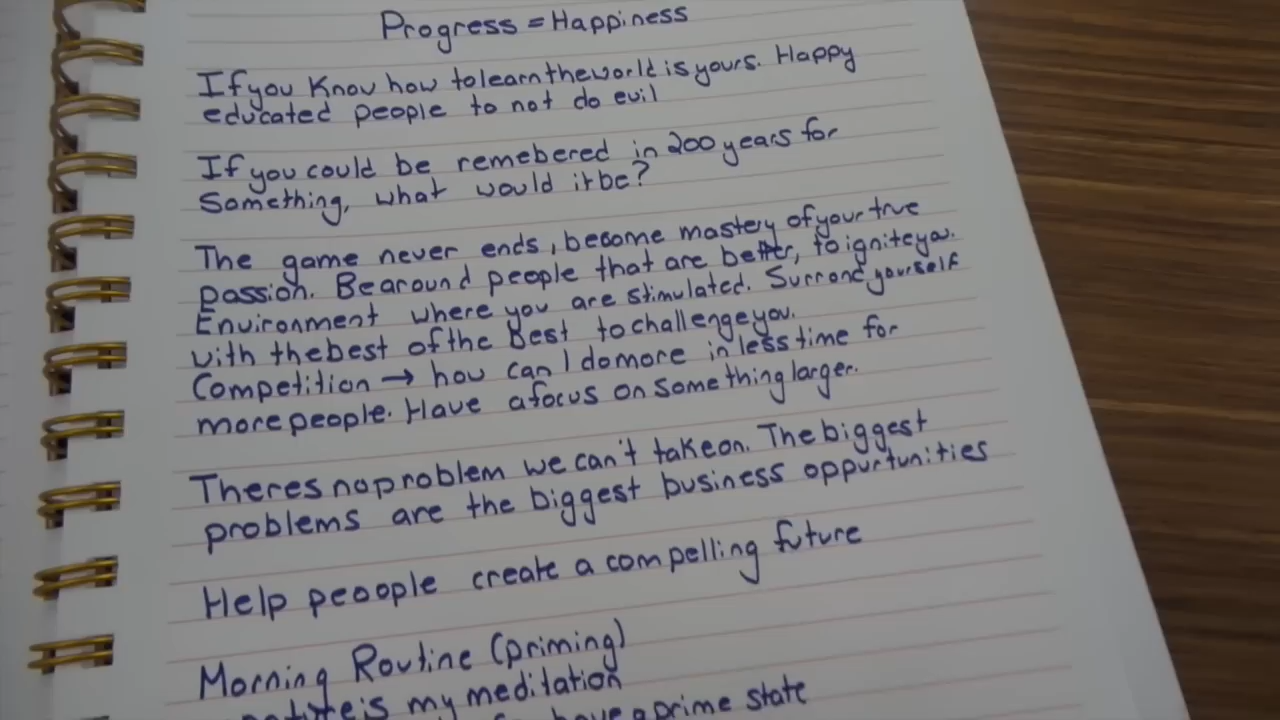 Progress = Happiness
If you know how to learn the world is yours. Happy
educated people to not do evil
If you could be remebered in 200 years for
Something, what would it be?
The game never ends, become mastery of your true
passion. Be around people that are better, to ignite you.
Environment where you are stimulated. Surrond yourself
with the best of the Best to challenge you.
Competition → how can I do more in less time for
more people. Have a focus on something larger.
Theres no problem we can't take on. The biggest
problems are the biggest business oppurtunities
Help peoople create a compelling future
Morning Routine (priming)
is my meditation
have a prime state